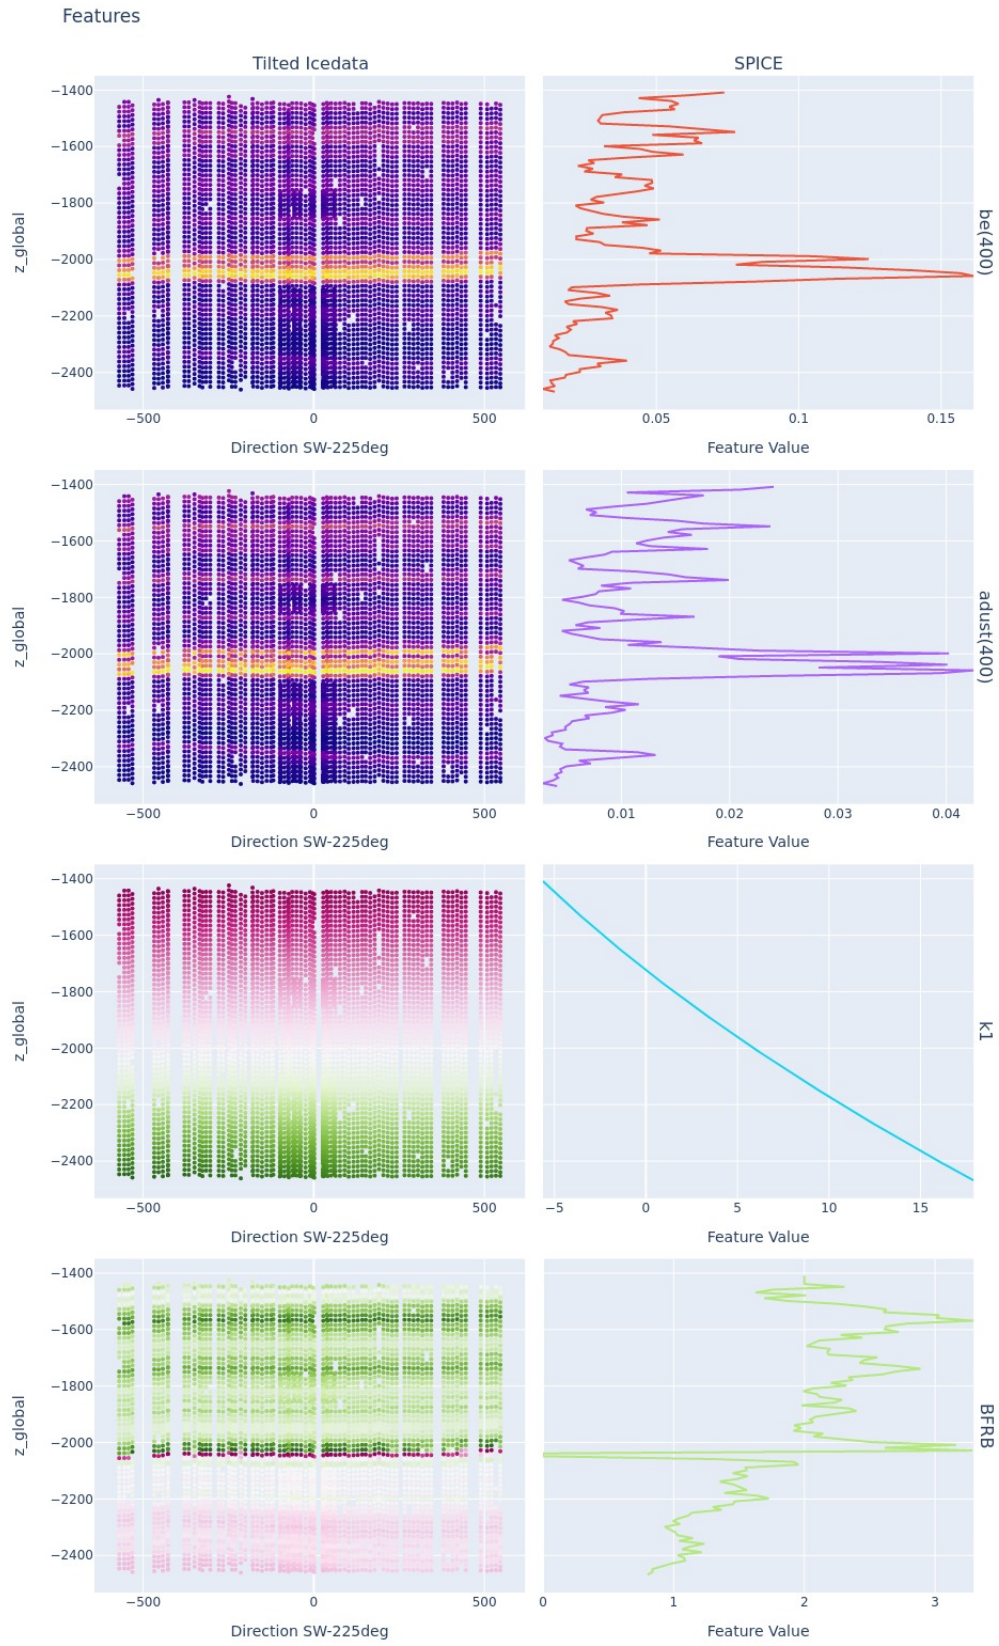 Features
Tilted Icedata
SPICE
−1400
−1600
−1800
−2000
−2200
−2400
z_global
−500
0
500
0.05
0.1
0.15
be(400)
Direction SW-225deg
Feature Value
−1400
−1600
−1800
−2000
−2200
−2400
z_global
−500
0
500
0.01
0.02
0.03
0.04
adust(400)
Direction SW-225deg
Feature Value
−1400
−1600
−1800
−2000
−2200
−2400
z_global
−500
0
500
−5
0
5
10
15
k1
Direction SW-225deg
Feature Value
−1400
−1600
−1800
−2000
−2200
−2400
z_global
−500
0
500
0
1
2
3
BFRB
Direction SW-225deg
Feature Value